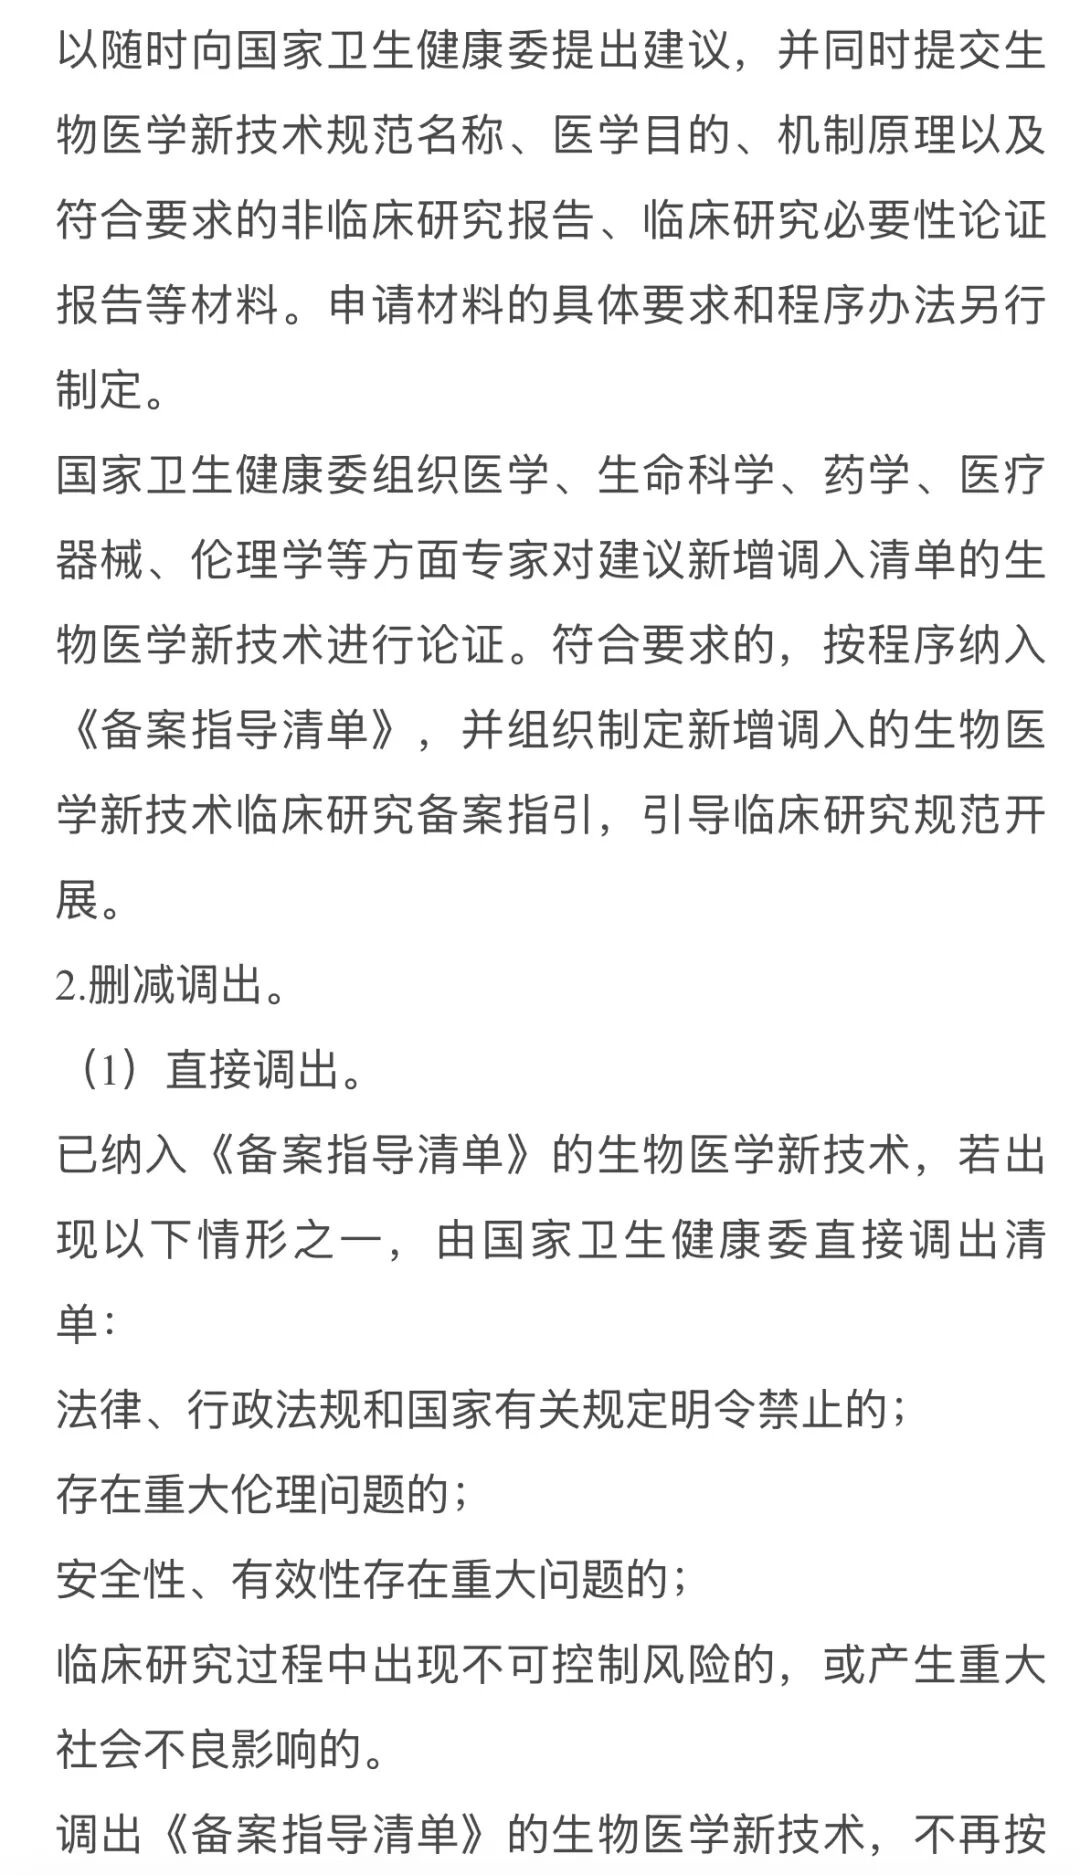 以随时向国家卫生健康委提出建议，并同时提交生
物医学新技术规范名称、医学目的、机制原理以及
符合要求的非临床研究报告、临床研究必要性论证
报告等材料。申请材料的具体要求和程序办法另行
制定。
国家卫生健康委组织医学、生命科学、药学、医疗
器械、伦理学等方面专家对建议新增调入清单的生
物医学新技术进行论证。符合要求的，按程序纳入
《备案指导清单》，并组织制定新增调入的生物医
学新技术临床研究备案指引，引导临床研究规范开
展。
2.删减调出。
（1）直接调出。
已纳入《备案指导清单》的生物医学新技术，若出
现以下情形之一，由国家卫生健康委直接调出清
单：
法律、行政法规和国家有关规定明令禁止的；
存在重大伦理问题的；
安全性、有效性存在重大问题的；
临床研究过程中出现不可控制风险的，或产生重大
社会不良影响的。
调出《备案指导清单》的生物医学新技术，不再按